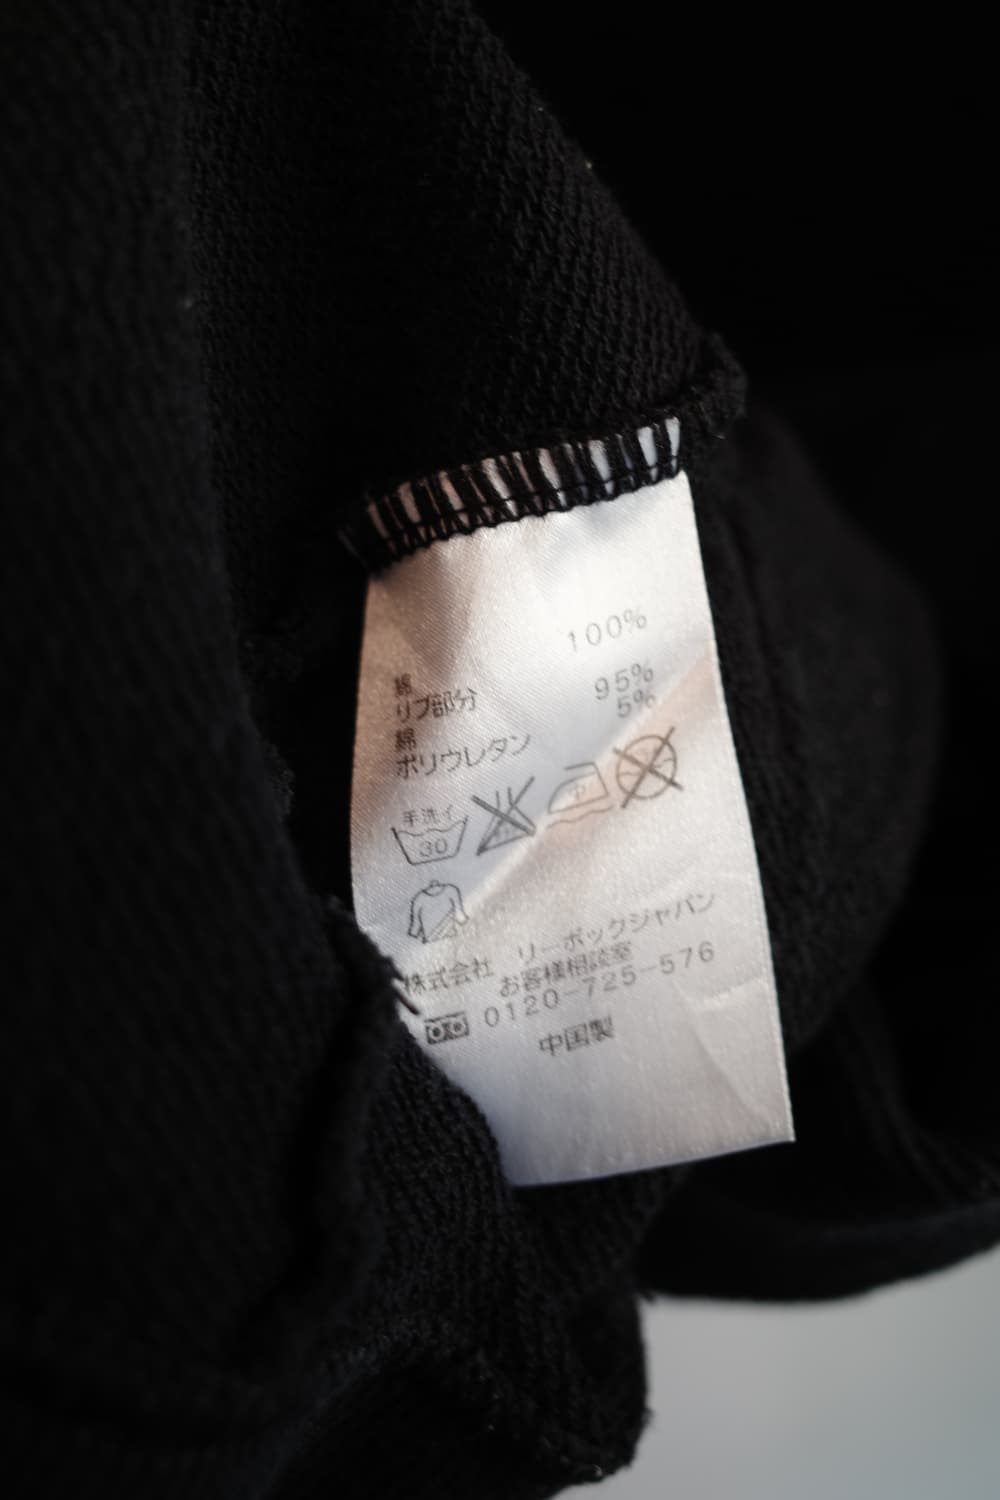 綿 100%
リブ部分
綿 95%
ポリウレタン 5%
手洗イ
30
中
株式会社 リーボックジャパン
お客様相談室
0120-725-576
中国製